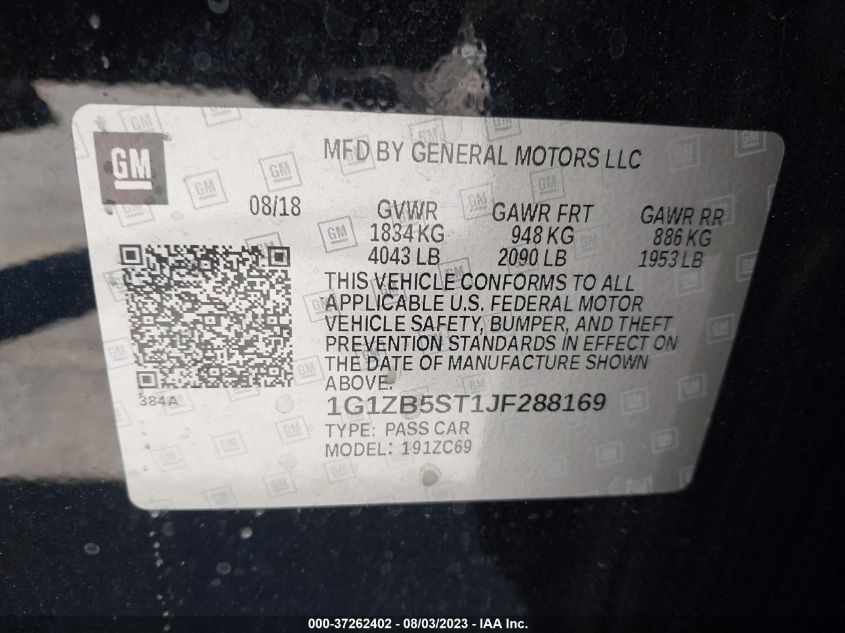 GM
MFD BY GENERAL MOTORS LLC
08/18
GVWR GAWR FRT GAWR RR
1834 KG 948 KG 886 KG
4043 LB 2090 LB 1953 LB
THIS VEHICLE CONFORMS TO ALL
APPLICABLE U.S. FEDERAL MOTOR
VEHICLE SAFETY, BUMPER, AND THEFT
PREVENTION STANDARDS IN EFFECT ON
THE DATE OF MANUFACTURE SHOWN
ABOVE.
384A
1G1ZB5ST1JF288169
TYPE: PASS CAR
MODEL: 191ZC69
000-37262402 - 08/03/2023 - IAA Inc.